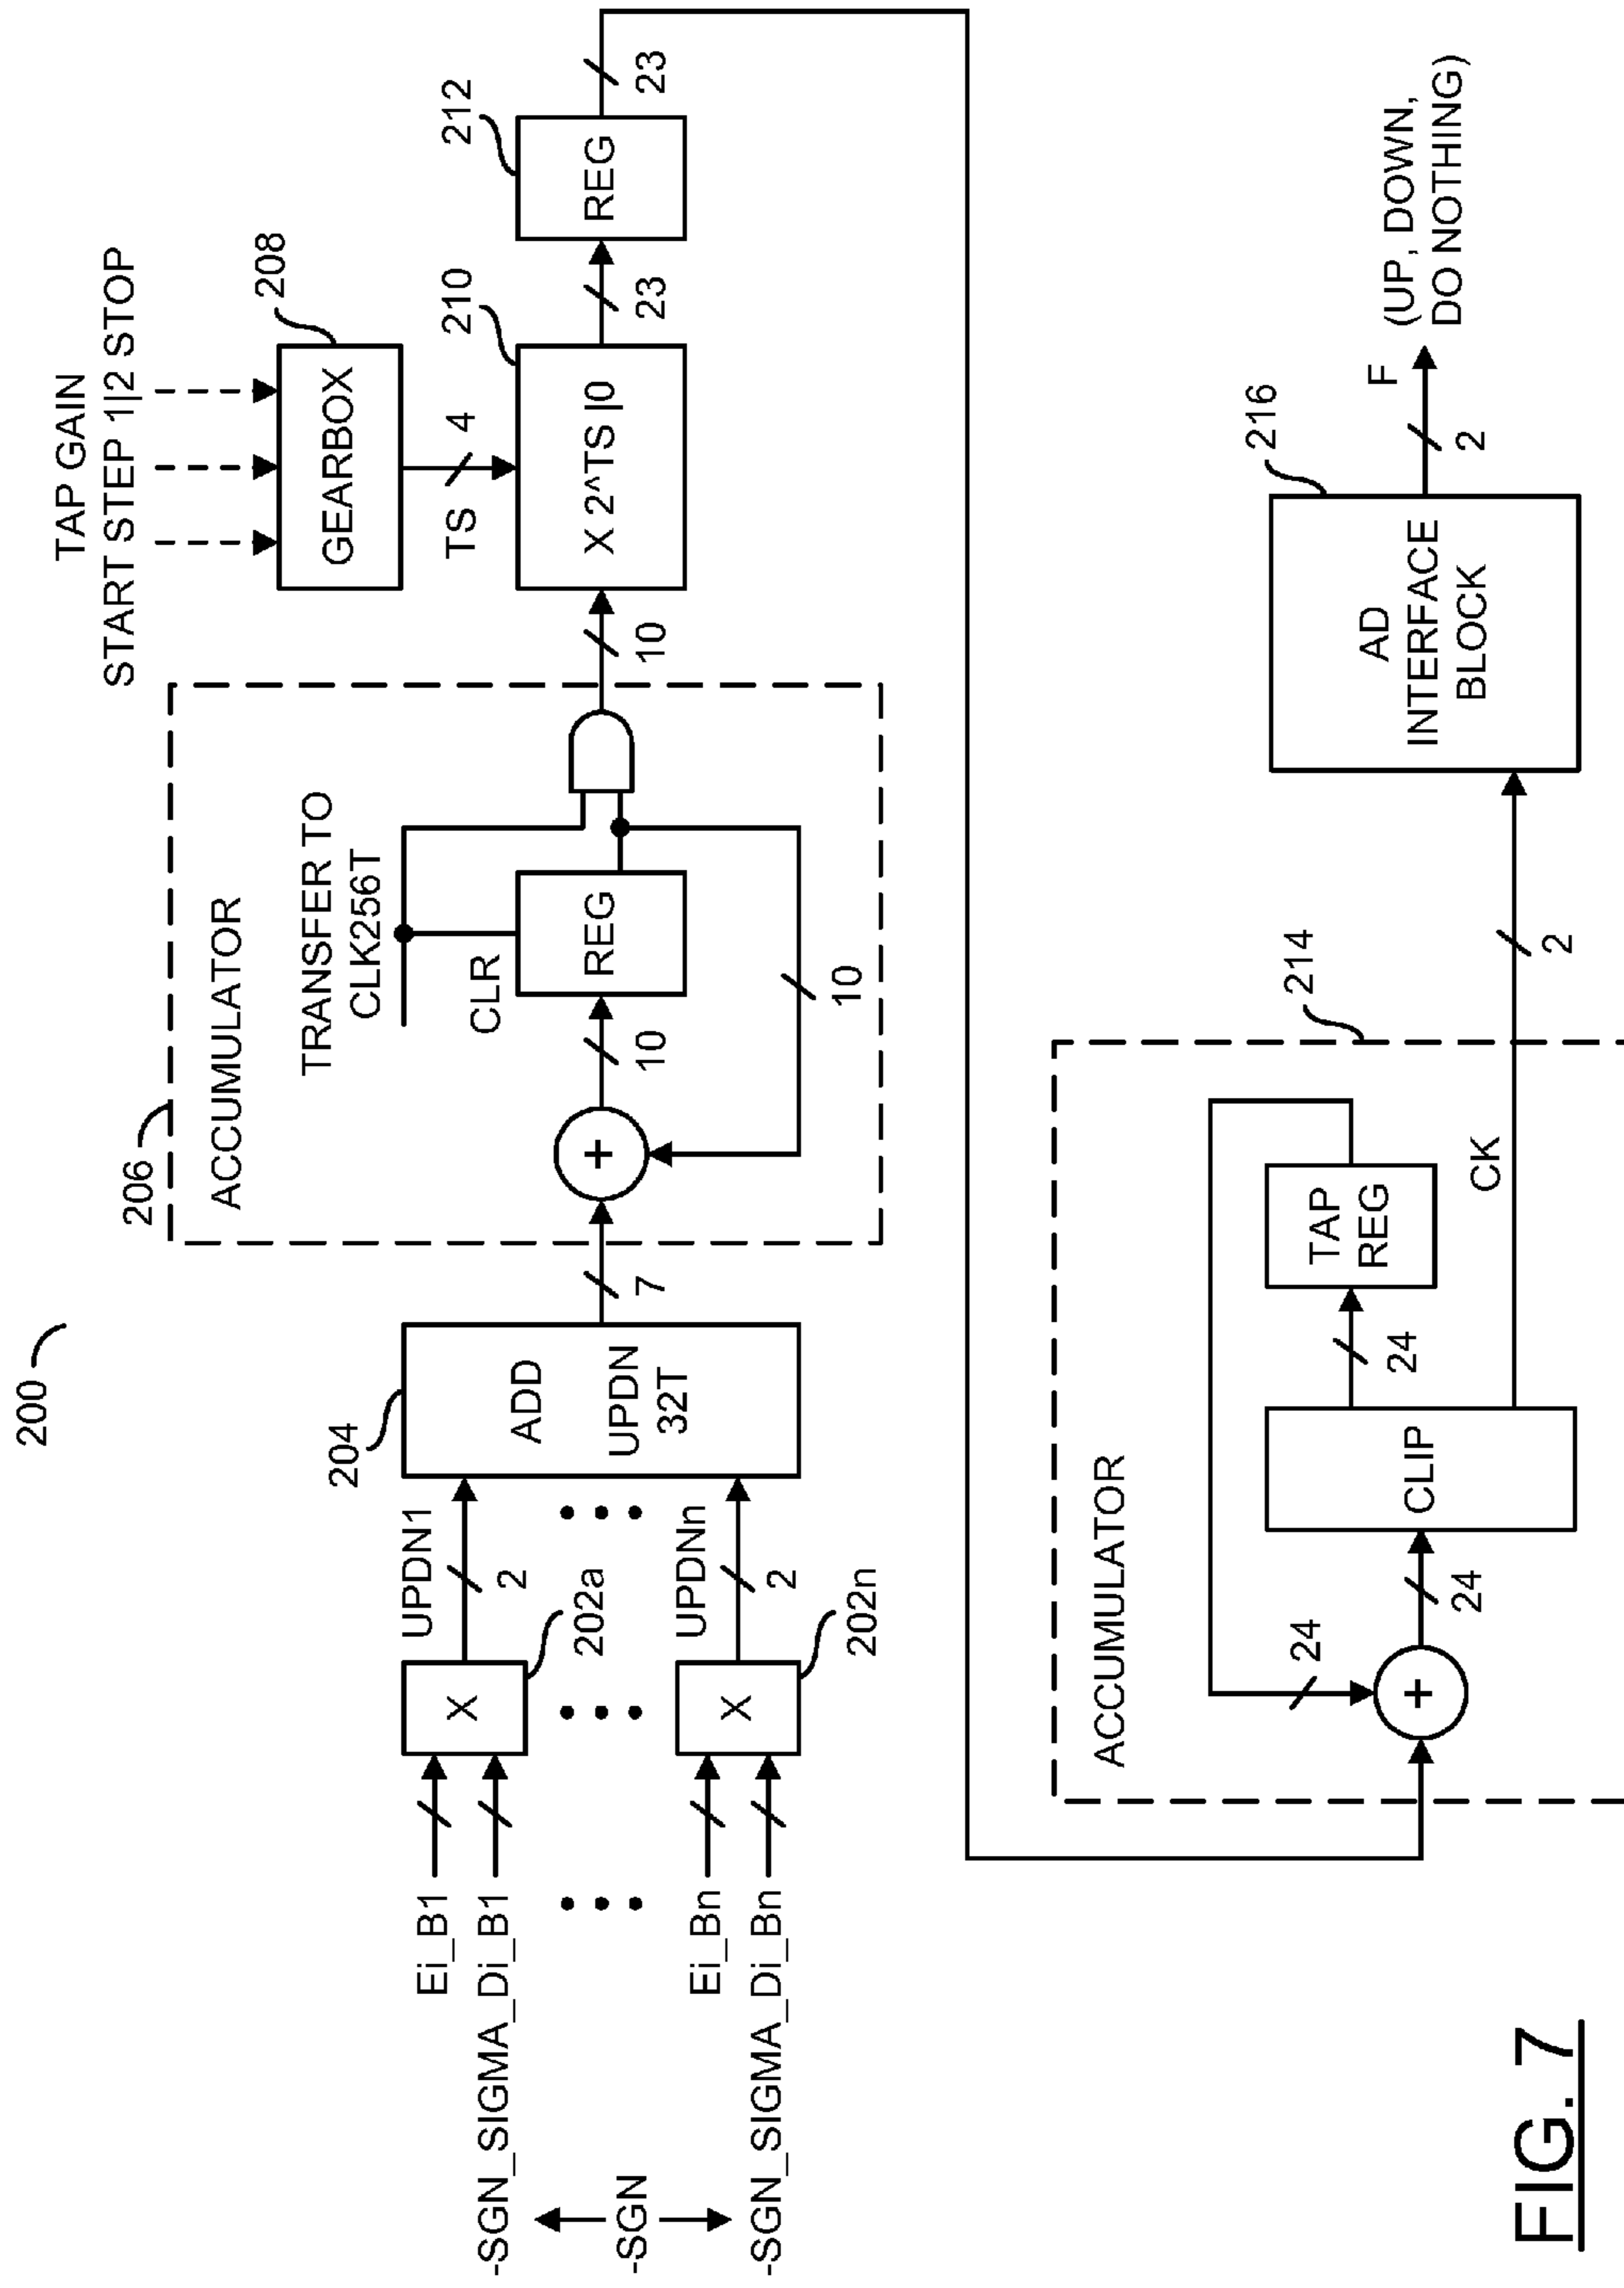 200
-SGN_SIGMA_Di_B1
Ei_B1
-SGN
-SGN_SIGMA_Di_Bn
Ei_Bn
X
202a
X
202n
UPDN1
2
UPDNn
2
204
ADD
UPDN
32T
7
206
ACCUMULATOR
+
10
TRANSFER TO
CLK256T
CLR
REG
10
10
TAP GAIN
START STEP 1|2 STOP
GEARBOX
208
TS
4
210
X 2^TS |0
23
212
REG
23
ACCUMULATOR
214
24
+
24
CLIP
24
TAP
REG
CK
2
216
AD
INTERFACE
BLOCK
F
2
(UP, DOWN,
DO NOTHING)
FIG. 7